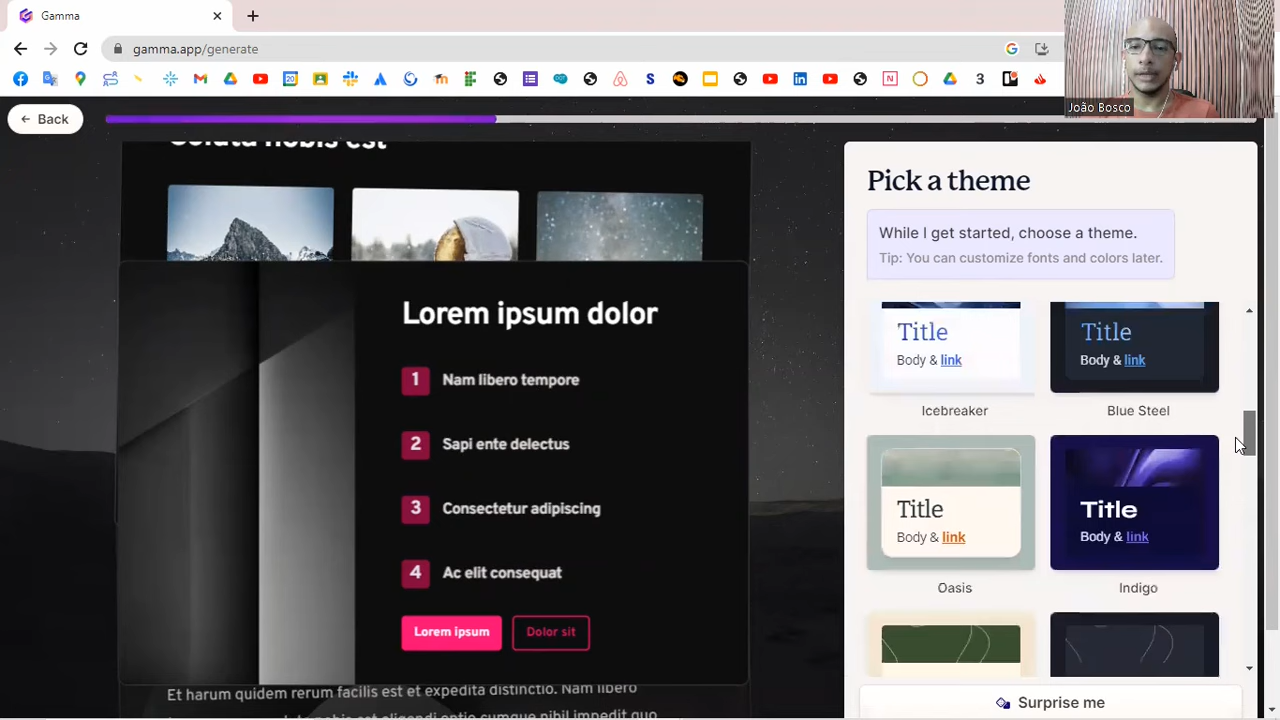 Gamma
gamma.app/generate
João Bosco
Back
Soluta nobis est
Lorem ipsum dolor
1 Nam libero tempore
2 Sapi ente delectus
3 Consectetur adipiscing
4 Ac elit consequat
Lorem ipsum
Dolor sit
Et harum quidem rerum facilis est et expedita distinctio. Nam libero
Pick a theme
While I get started, choose a theme.
Tip: You can customize fonts and colors later.
Title
Body & link
Icebreaker
Title
Body & link
Blue Steel
Title
Body & link
Oasis
Title
Body & link
Indigo
Surprise me